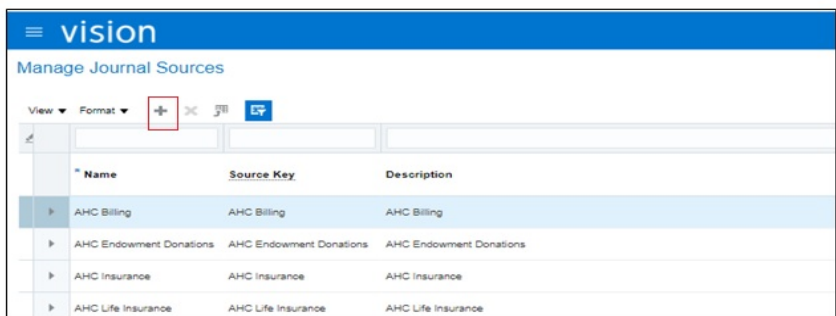 vision
Manage Journal Sources
View Format
* Name Source Key Description
AHC Billing AHC Billing AHC Billing
AHC Endowment Donations AHC Endowment Donations AHC Endowment Donations
AHC Insurance AHC Insurance AHC Insurance
AHC Life Insurance AHC Life Insurance AHC Life Insurance